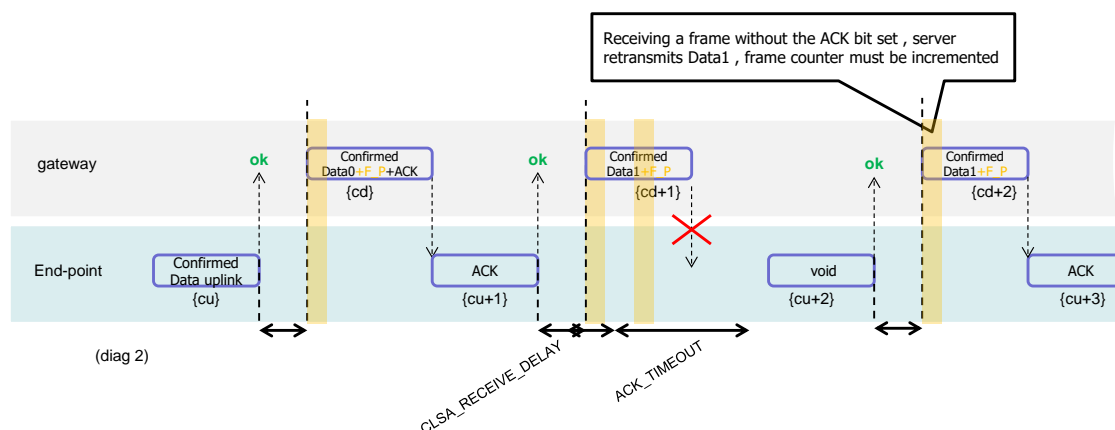 Receiving a frame without the ACK bit set , server
retransmits Data1 , frame counter must be incremented
gateway
ok
Confirmed
Data0+F P+ACK
{cd}
ok
Confirmed
Data1+F P
{cd+1}
ok
Confirmed
Data1+F P
{cd+2}
End-point
Confirmed
Data uplink
{cu}
ACK
{cu+1}
void
{cu+2}
ACK
{cu+3}
(diag 2)
CLSA_RECEIVE_DELAY
ACK_TIMEOUT